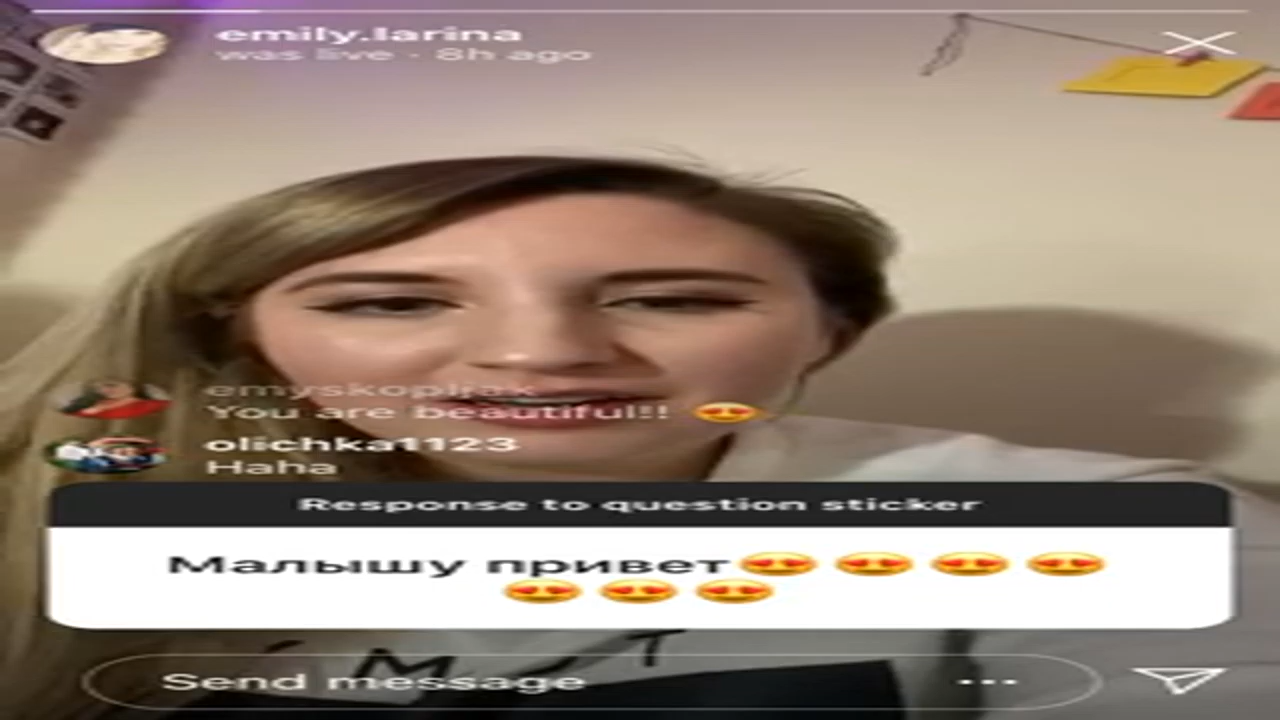 emily.larina
was live · 8h ago
emyskopljak
You are beautiful!! 😍
olichka1123
Haha
Response to question sticker
Малышу привет😍😍😍😍
😍😍😍
Send message